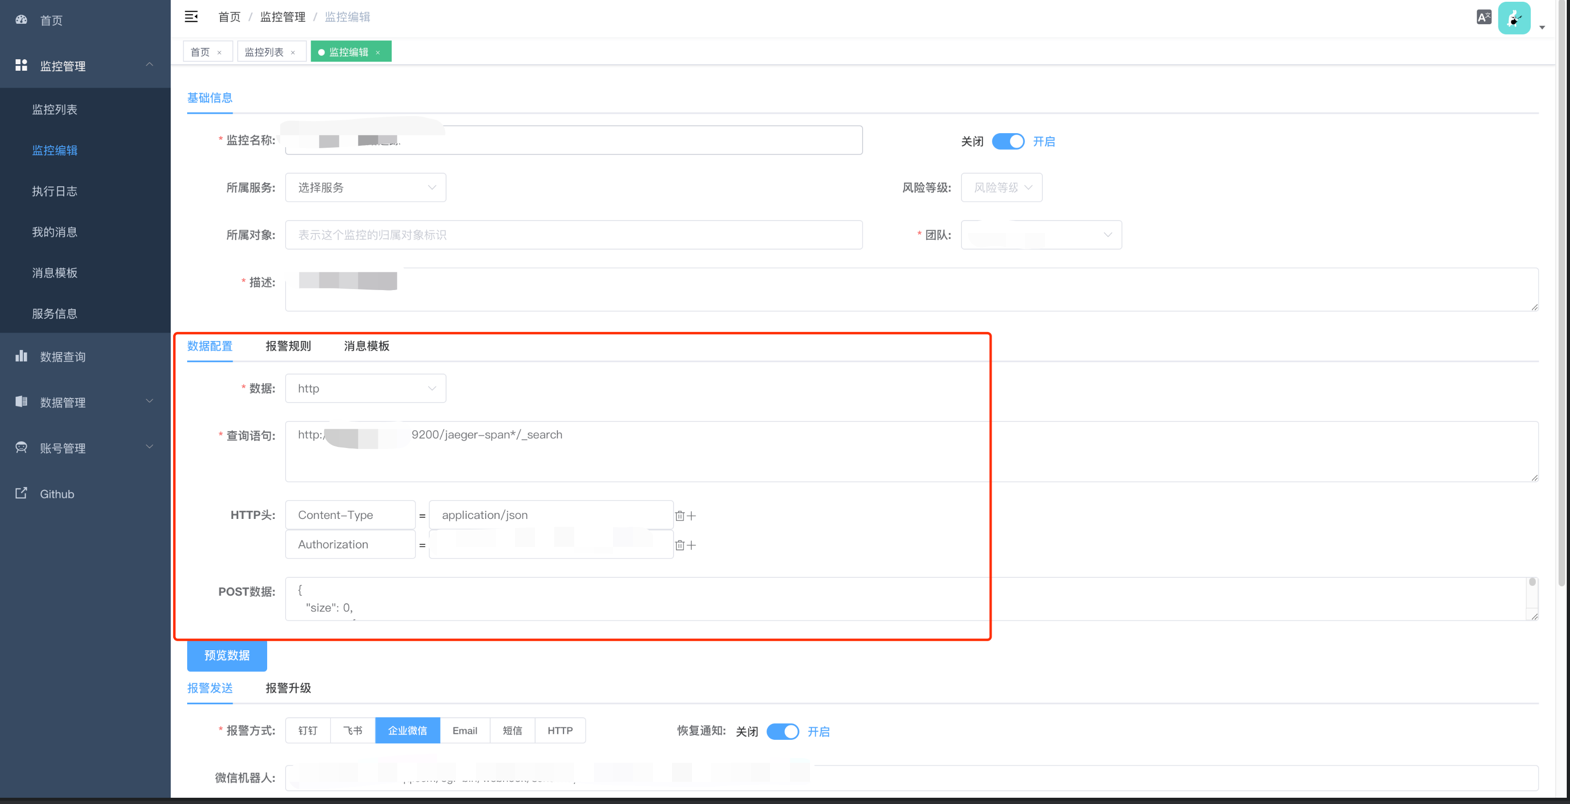 首页
监控管理
监控列表
监控编辑
执行日志
我的消息
消息模板
服务信息
数据查询
数据管理
账号管理
Github
首页 / 监控管理 / 监控编辑
首页 × 监控列表 × 监控编辑 ×
基础信息
* 监控名称: 关闭 开启
所属服务: 选择服务 风险等级: 风险等级
所属对象: 表示这个监控的归属对象标识 * 团队:
* 描述:
数据配置 报警规则 消息模板
* 数据: http
* 查询语句: http:/ 9200/jaeger-span*/_search
HTTP头: Content-Type = application/json
Authorization =
POST数据: {
"size": 0,
预览数据
报警发送 报警升级
* 报警方式: 钉钉 飞书 企业微信 Email 短信 HTTP 恢复通知: 关闭 开启
微信机器人: